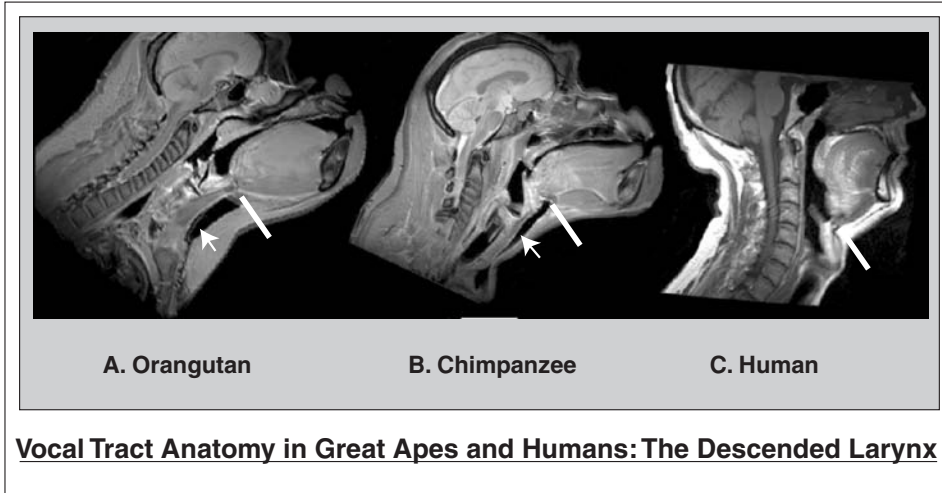 A. Orangutan B. Chimpanzee C. Human
Vocal Tract Anatomy in Great Apes and Humans: The Descended Larynx